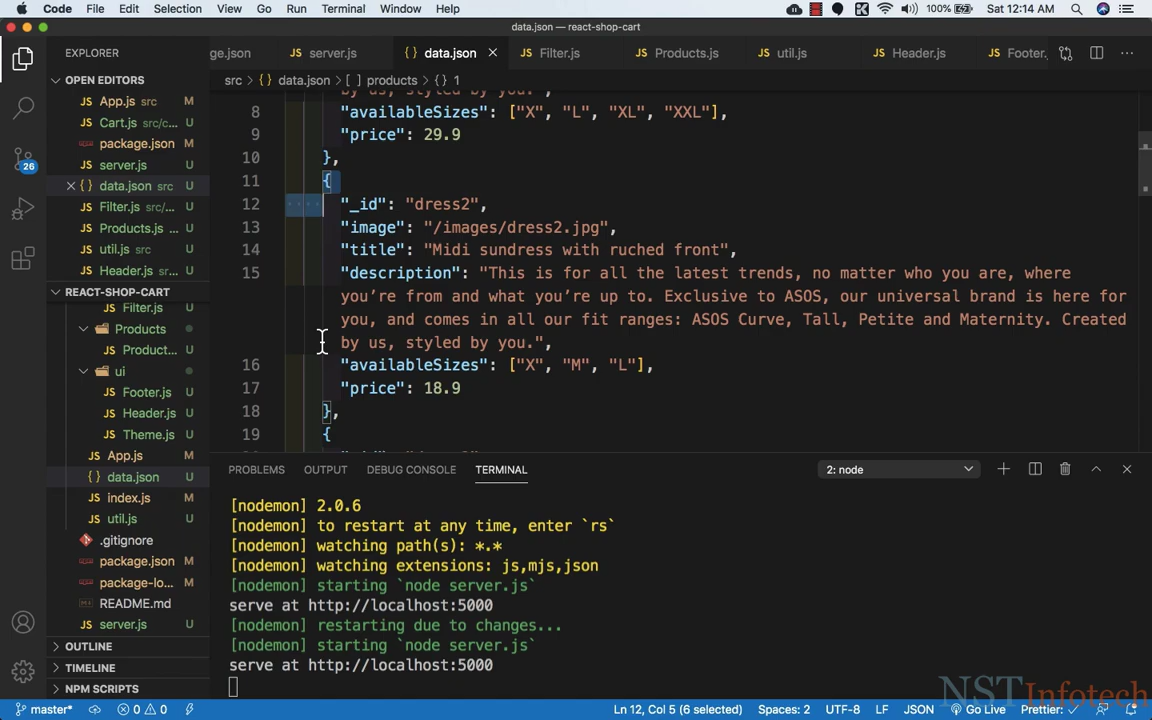 Code File Edit Selection View Go Run Terminal Window Help 100% Sat 12:14 AM
data.json — react-shop-cart
EXPLORER
ge.json server.js data.json Filter.js Products.js util.js Header.js Footer.
OPEN EDITORS
src > data.json > [ ] products > {} 1
App.js src M
Cart.js src/c... U
package.json M
server.js U
data.json src U
Filter.js src/... U
Products.js... U
util.js src U
Header.js sr... U
REACT-SHOP-CART
Filter.js U
Products
Product... U
ui
Footer.js U
Header.js U
Theme.js U
App.js U
data.json U
index.js M
util.js U
.gitignore
package.json M
package-lo... M
README.md
server.js U
OUTLINE
TIMELINE
NPM SCRIPTS
26
by us, styled by you.",
8 "availableSizes": ["X", "L", "XL", "XXL"],
9 "price": 29.9
10 },
11 {
12 "_id": "dress2",
13 "image": "/images/dress2.jpg",
14 "title": "Midi sundress with ruched front",
15 "description": "This is for all the latest trends, no matter who you are, where
you’re from and what you’re up to. Exclusive to ASOS, our universal brand is here for
you, and comes in all our fit ranges: ASOS Curve, Tall, Petite and Maternity. Created
by us, styled by you.",
16 "availableSizes": ["X", "M", "L"],
17 "price": 18.9
18 },
19 {
PROBLEMS OUTPUT DEBUG CONSOLE TERMINAL 2: node
[nodemon] 2.0.6
[nodemon] to restart at any time, enter `rs`
[nodemon] watching path(s): *.*
[nodemon] watching extensions: js,mjs,json
[nodemon] starting `node server.js`
serve at http://localhost:5000
[nodemon] restarting due to changes...
[nodemon] starting `node server.js`
serve at http://localhost:5000
NST Infotech
master* 0 0 Ln 12, Col 5 (6 selected) Spaces: 2 UTF-8 LF JSON Go Live Prettier: ✓